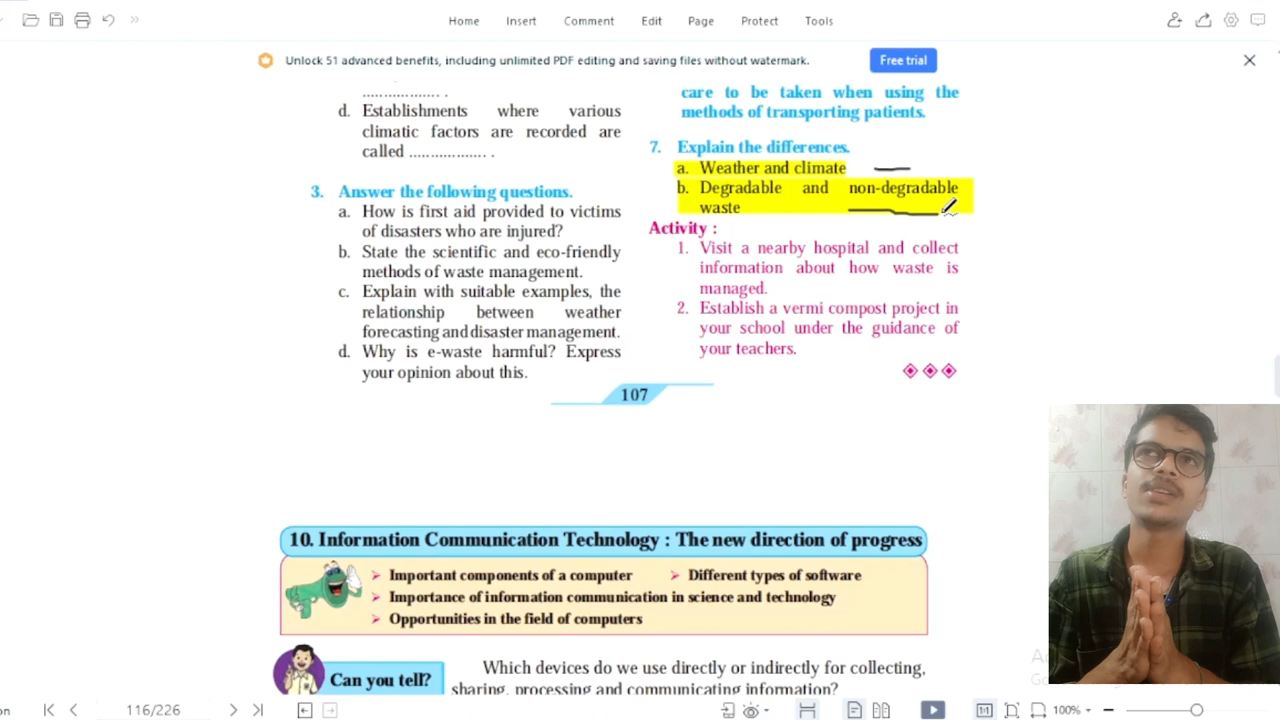 Home Insert Comment Edit Page Protect Tools
Unlock 51 advanced benefits, including unlimited PDF editing and saving files without watermark.
Free trial
.................. .
d. Establishments where various
climatic factors are recorded are
called .................. .
3. Answer the following questions.
a. How is first aid provided to victims
of disasters who are injured?
b. State the scientific and eco-friendly
methods of waste management.
c. Explain with suitable examples, the
relationship between weather
forecasting and disaster management.
d. Why is e-waste harmful? Express
your opinion about this.
care to be taken when using the
methods of transporting patients.
7. Explain the differences.
a. Weather and climate
b. Degradable and non-degradable
waste
Activity :
1. Visit a nearby hospital and collect
information about how waste is
managed.
2. Establish a vermi compost project in
your school under the guidance of
your teachers.
107
10. Information Communication Technology : The new direction of progress
➢ Important components of a computer ➢ Different types of software
➢ Importance of information communication in science and technology
➢ Opportunities in the field of computers
Can you tell?
Which devices do we use directly or indirectly for collecting,
sharing, processing and communicating information?
on
116/226
100%